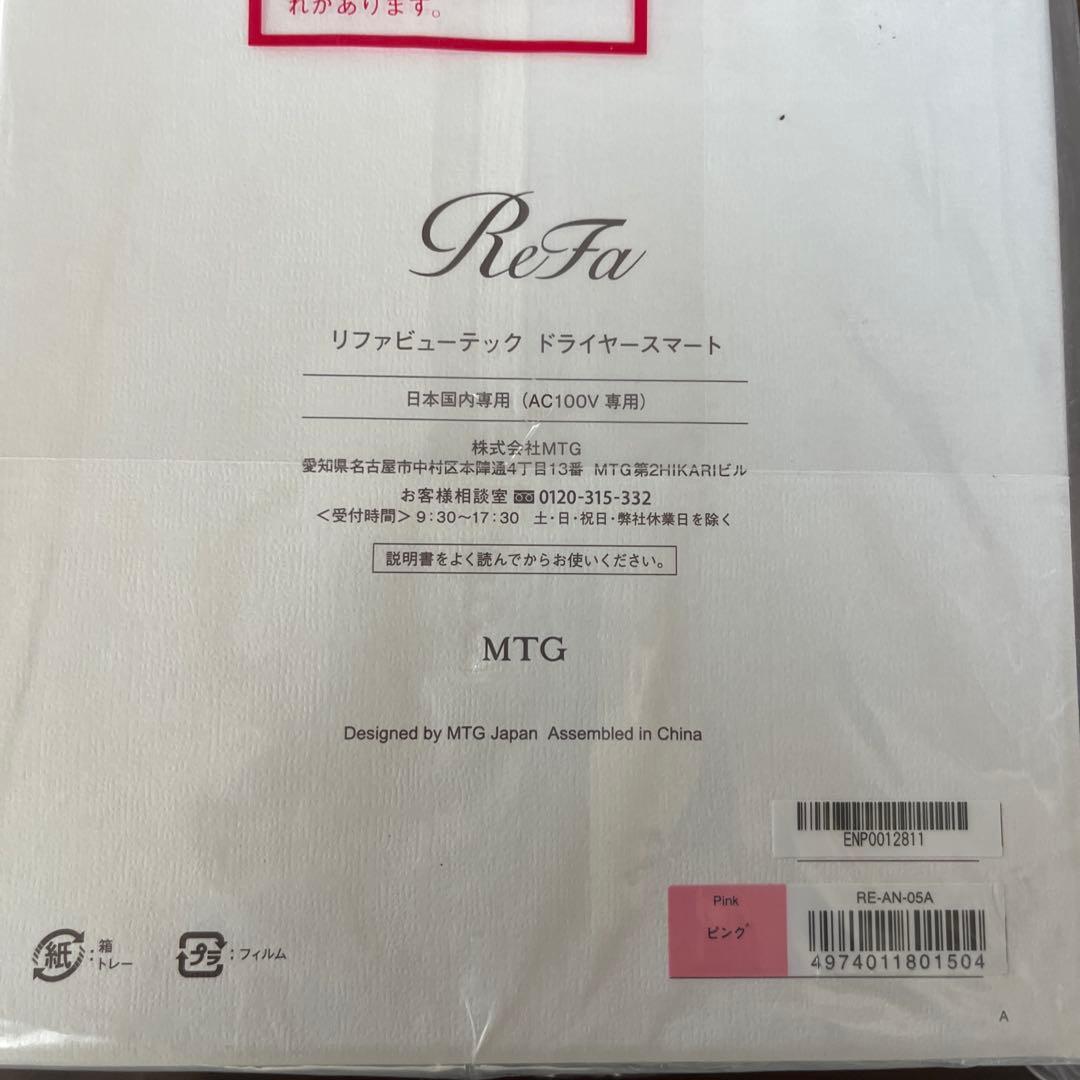 れがあります。
ReFa
リファビューテック ドライヤースマート
日本国内専用（AC100V 専用）
株式会社MTG
愛知県名古屋市中村区本陣通4丁目13番 MTG第2HIKARIビル
お客様相談室 0120-315-332
＜受付時間＞9：30〜17：30 土・日・祝日・弊社休業日を除く
説明書をよく読んでからお使いください。
MTG
Designed by MTG Japan Assembled in China
ENP0012811
Pink
ピンク
RE-AN-05A
4974011801504
紙：箱
トレー
プラ：フィルム
A